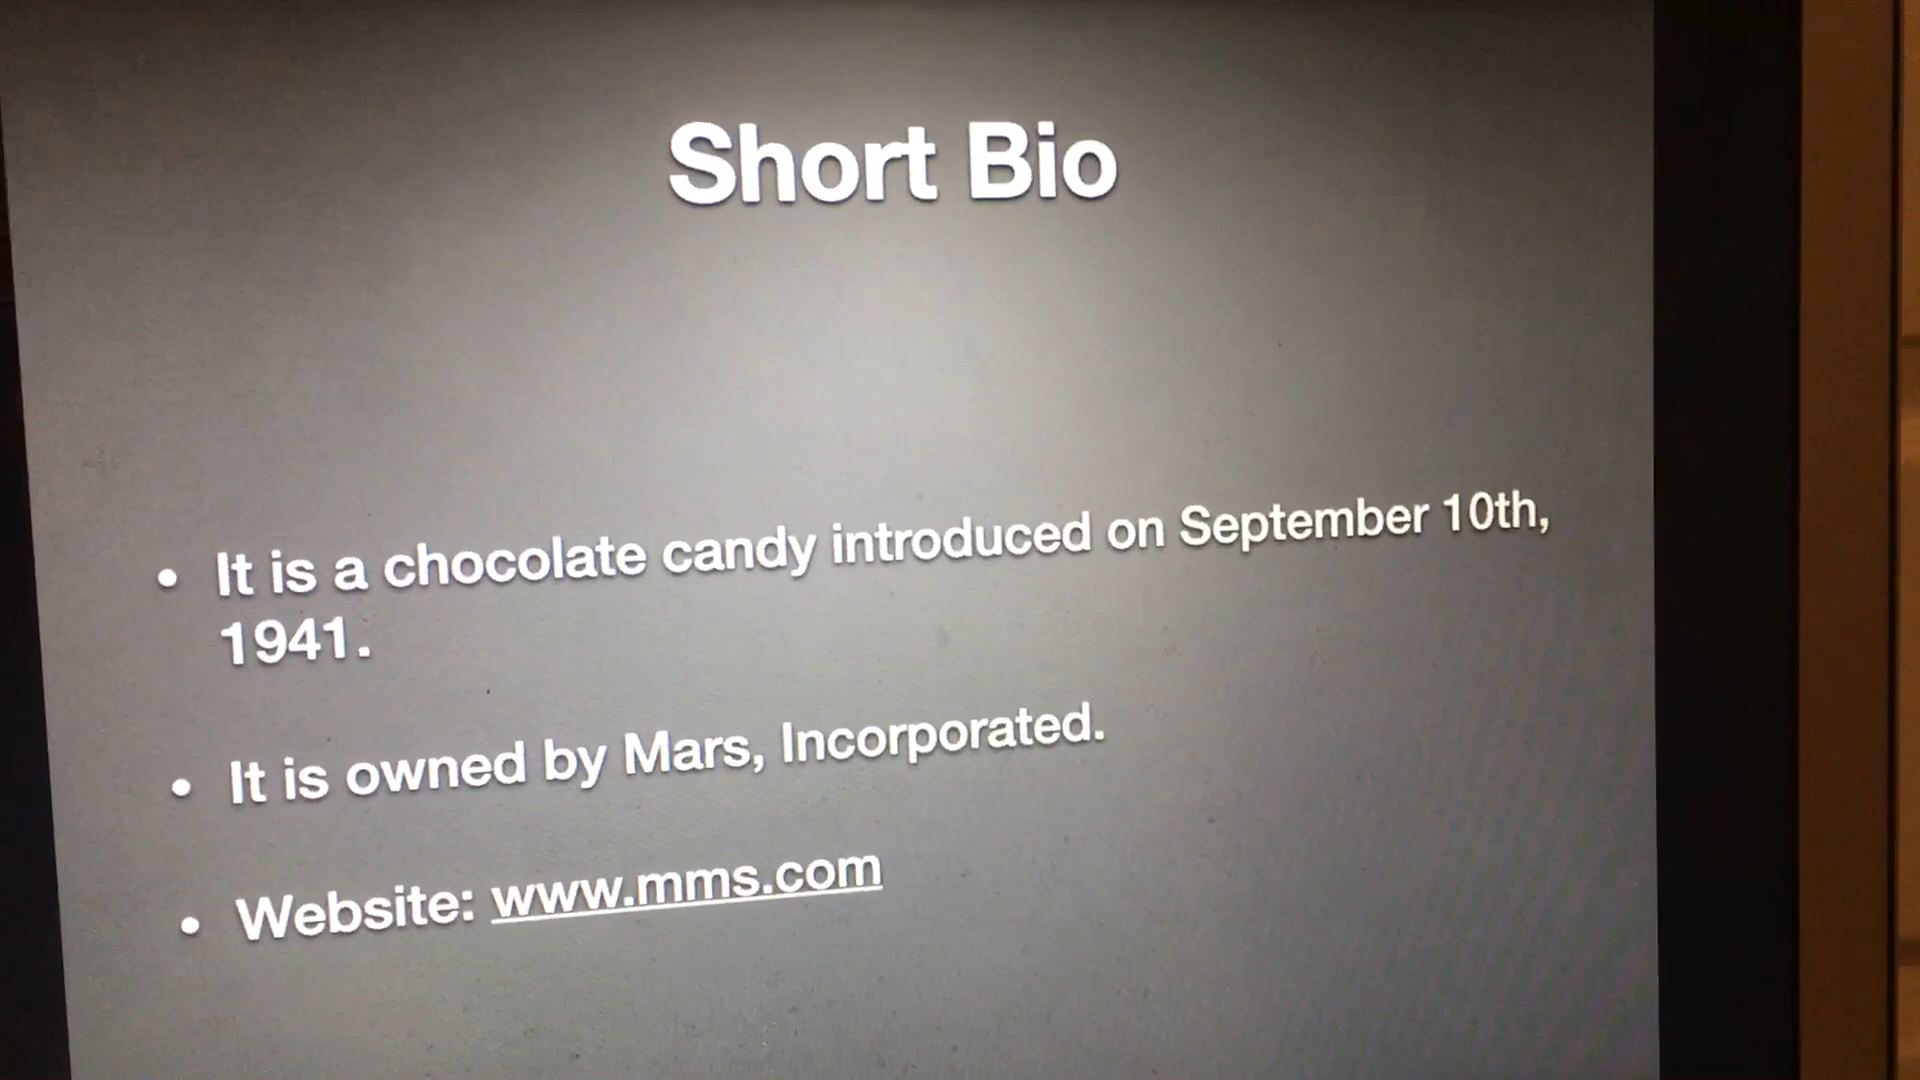 Short Bio
• It is a chocolate candy introduced on September 10th,
1941.
• It is owned by Mars, Incorporated.
• Website: www.mms.com